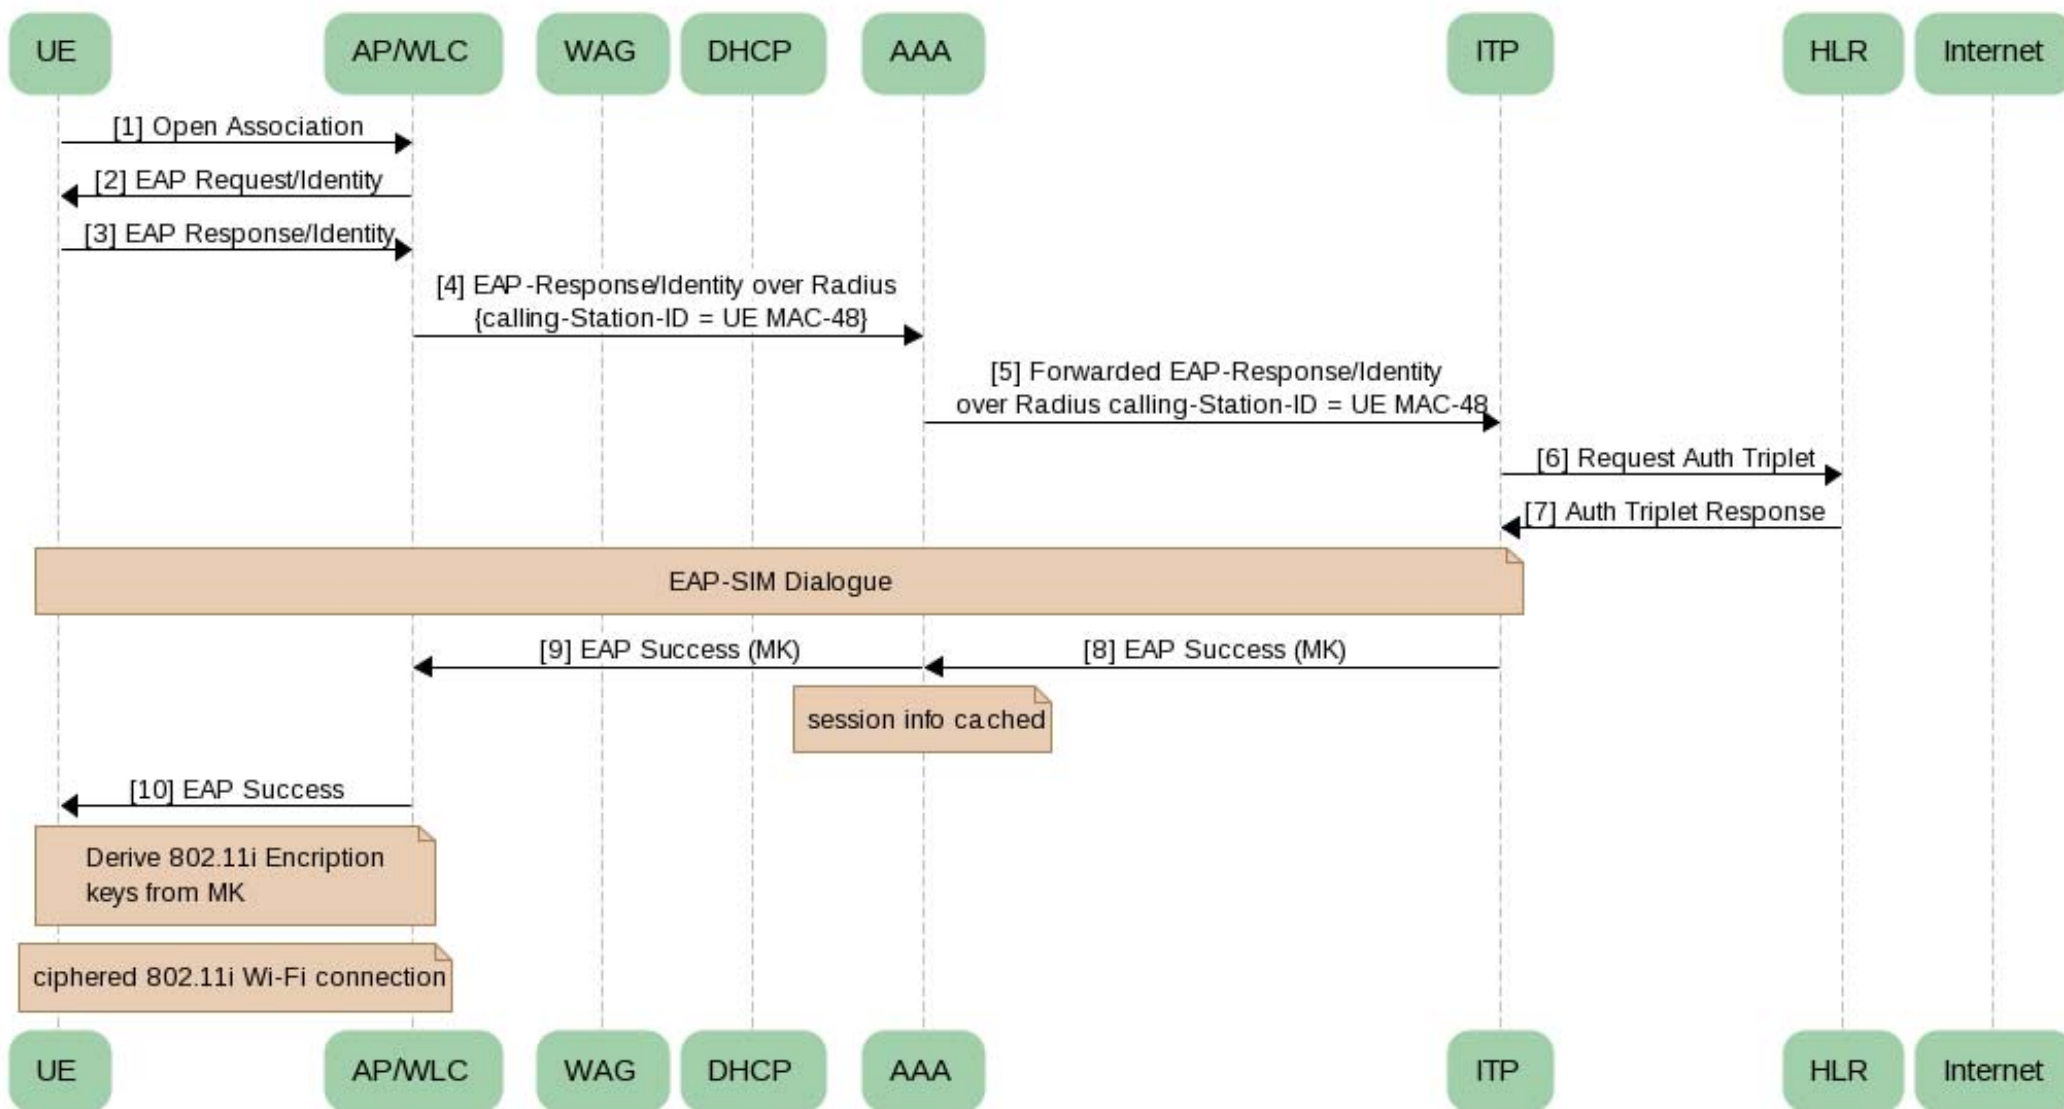 UE
AP/WLC
WAG
DHCP
AAA
ITP
HLR
Internet
[1] Open Association
[2] EAP Request/Identity
[3] EAP Response/Identity
[4] EAP-Response/Identity over Radius
{calling-Station-ID = UE MAC-48}
[5] Forwarded EAP-Response/Identity
over Radius calling-Station-ID = UE MAC-48
[6] Request Auth Triplet
[7] Auth Triplet Response
EAP-SIM Dialogue
[9] EAP Success (MK)
[8] EAP Success (MK)
session info cached
[10] EAP Success
Derive 802.11i Encription
keys from MK
ciphered 802.11i Wi-Fi connection
UE
AP/WLC
WAG
DHCP
AAA
ITP
HLR
Internet